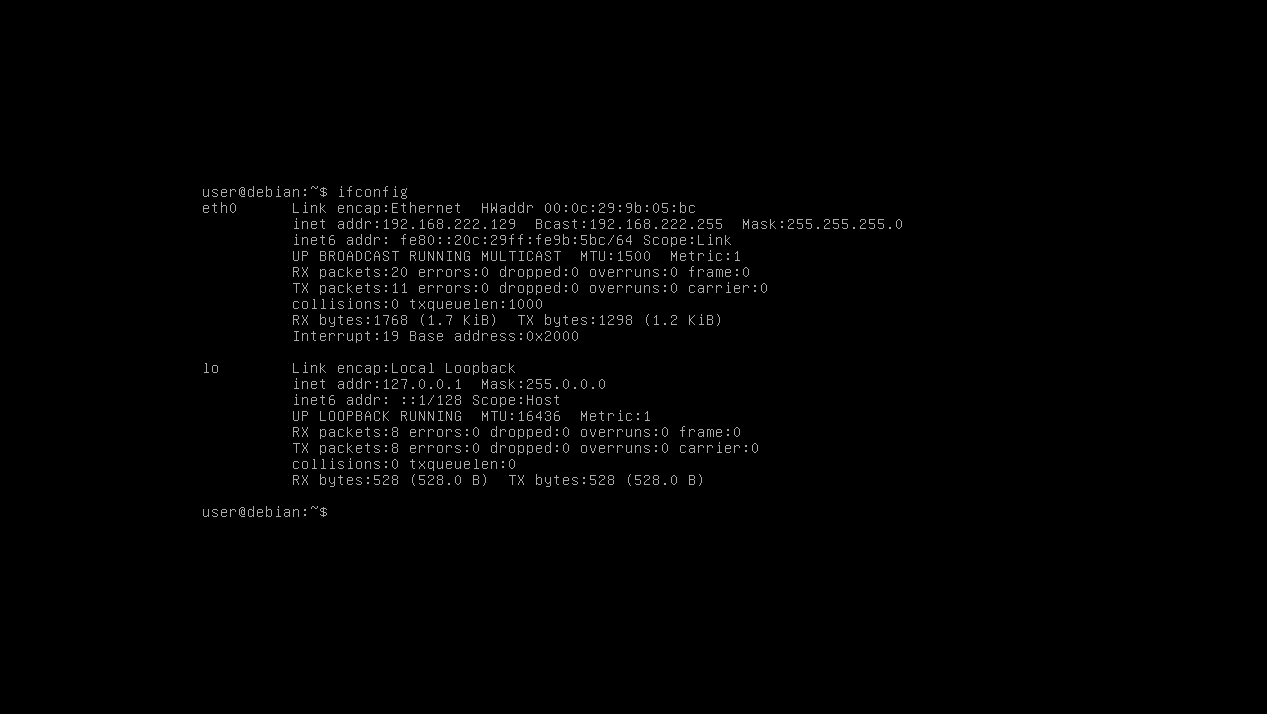 user@debian:~$ ifconfig
eth0      Link encap:Ethernet  HWaddr 00:0c:29:9b:05:bc
          inet addr:192.168.222.129  Bcast:192.168.222.255  Mask:255.255.255.0
          inet6 addr: fe80::20c:29ff:fe9b:5bc/64 Scope:Link
          UP BROADCAST RUNNING MULTICAST  MTU:1500  Metric:1
          RX packets:20 errors:0 dropped:0 overruns:0 frame:0
          TX packets:11 errors:0 dropped:0 overruns:0 carrier:0
          collisions:0 txqueuelen:1000
          RX bytes:1768 (1.7 KiB)  TX bytes:1298 (1.2 KiB)
          Interrupt:19 Base address:0x2000

lo        Link encap:Local Loopback
          inet addr:127.0.0.1  Mask:255.0.0.0
          inet6 addr: ::1/128 Scope:Host
          UP LOOPBACK RUNNING  MTU:16436  Metric:1
          RX packets:8 errors:0 dropped:0 overruns:0 frame:0
          TX packets:8 errors:0 dropped:0 overruns:0 carrier:0
          collisions:0 txqueuelen:0
          RX bytes:528 (528.0 B)  TX bytes:528 (528.0 B)

user@debian:~$